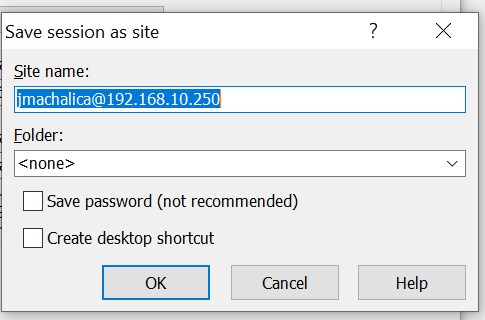 Save session as site
?
Site name:
jmachalica@192.168.10.250
Folder:
<none>
Save password (not recommended)
Create desktop shortcut
OK Cancel Help